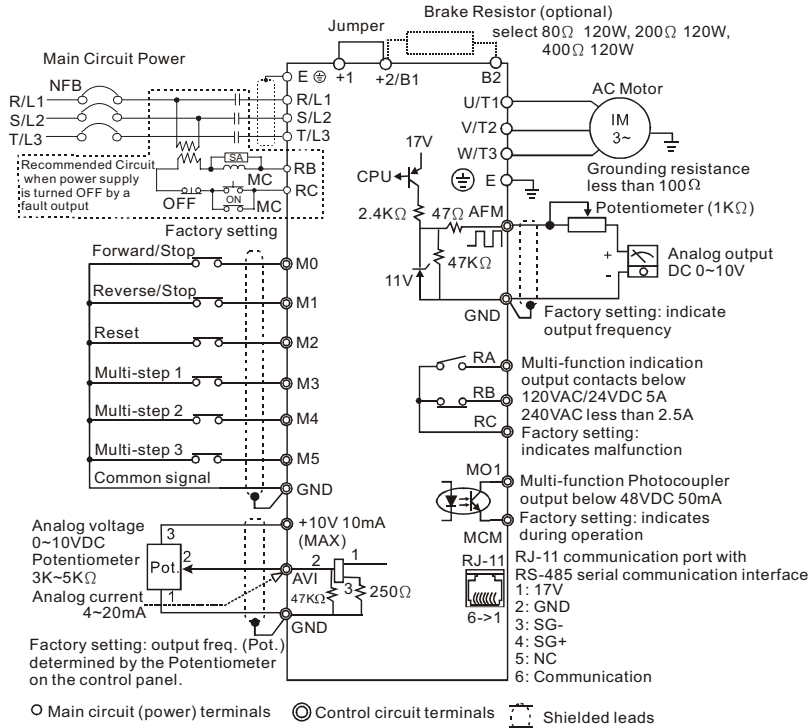 Jumper
Brake Resistor (optional)
select 80Ω 120W, 200Ω 120W,
400Ω 120W
Main Circuit Power
NFB
R/L1
S/L2
T/L3
E
+1
+2/B1
B2
R/L1
S/L2
T/L3
SA
MC
RB
RC
OFF
ON
MC
Recommended Circuit
when power supply
is turned OFF by a
fault output
U/T1
V/T2
W/T3
E
AC Motor
IM
3~
Grounding resistance
less than 100Ω
17V
CPU
2.4KΩ
47Ω
AFM
47KΩ
11V
GND
Potentiometer (1KΩ)
+
-
Analog output
DC 0~10V
Factory setting: indicate
output frequency
Factory setting
Forward/Stop
M0
Reverse/Stop
M1
Reset
M2
Multi-step 1
M3
Multi-step 2
M4
Multi-step 3
M5
Common signal
GND
RA
RB
RC
Multi-function indication
output contacts below
120VAC/24VDC 5A
240VAC less than 2.5A
Factory setting:
indicates malfunction
MO1
MCM
Multi-function Photocoupler
output below 48VDC 50mA
Factory setting: indicates
during operation
Analog voltage
0~10VDC
Potentiometer
3K~5KΩ
Analog current
4~20mA
3
Pot.
2
1
+10V 10mA
(MAX)
AVI
2
1
3
47KΩ
250Ω
GND
Factory setting: output freq. (Pot.)
determined by the Potentiometer
on the control panel.
RJ-11
6->1
RJ-11 communication port with
RS-485 serial communication interface
1: 17V
2: GND
3: SG-
4: SG+
5: NC
6: Communication
Main circuit (power) terminals
Control circuit terminals
Shielded leads